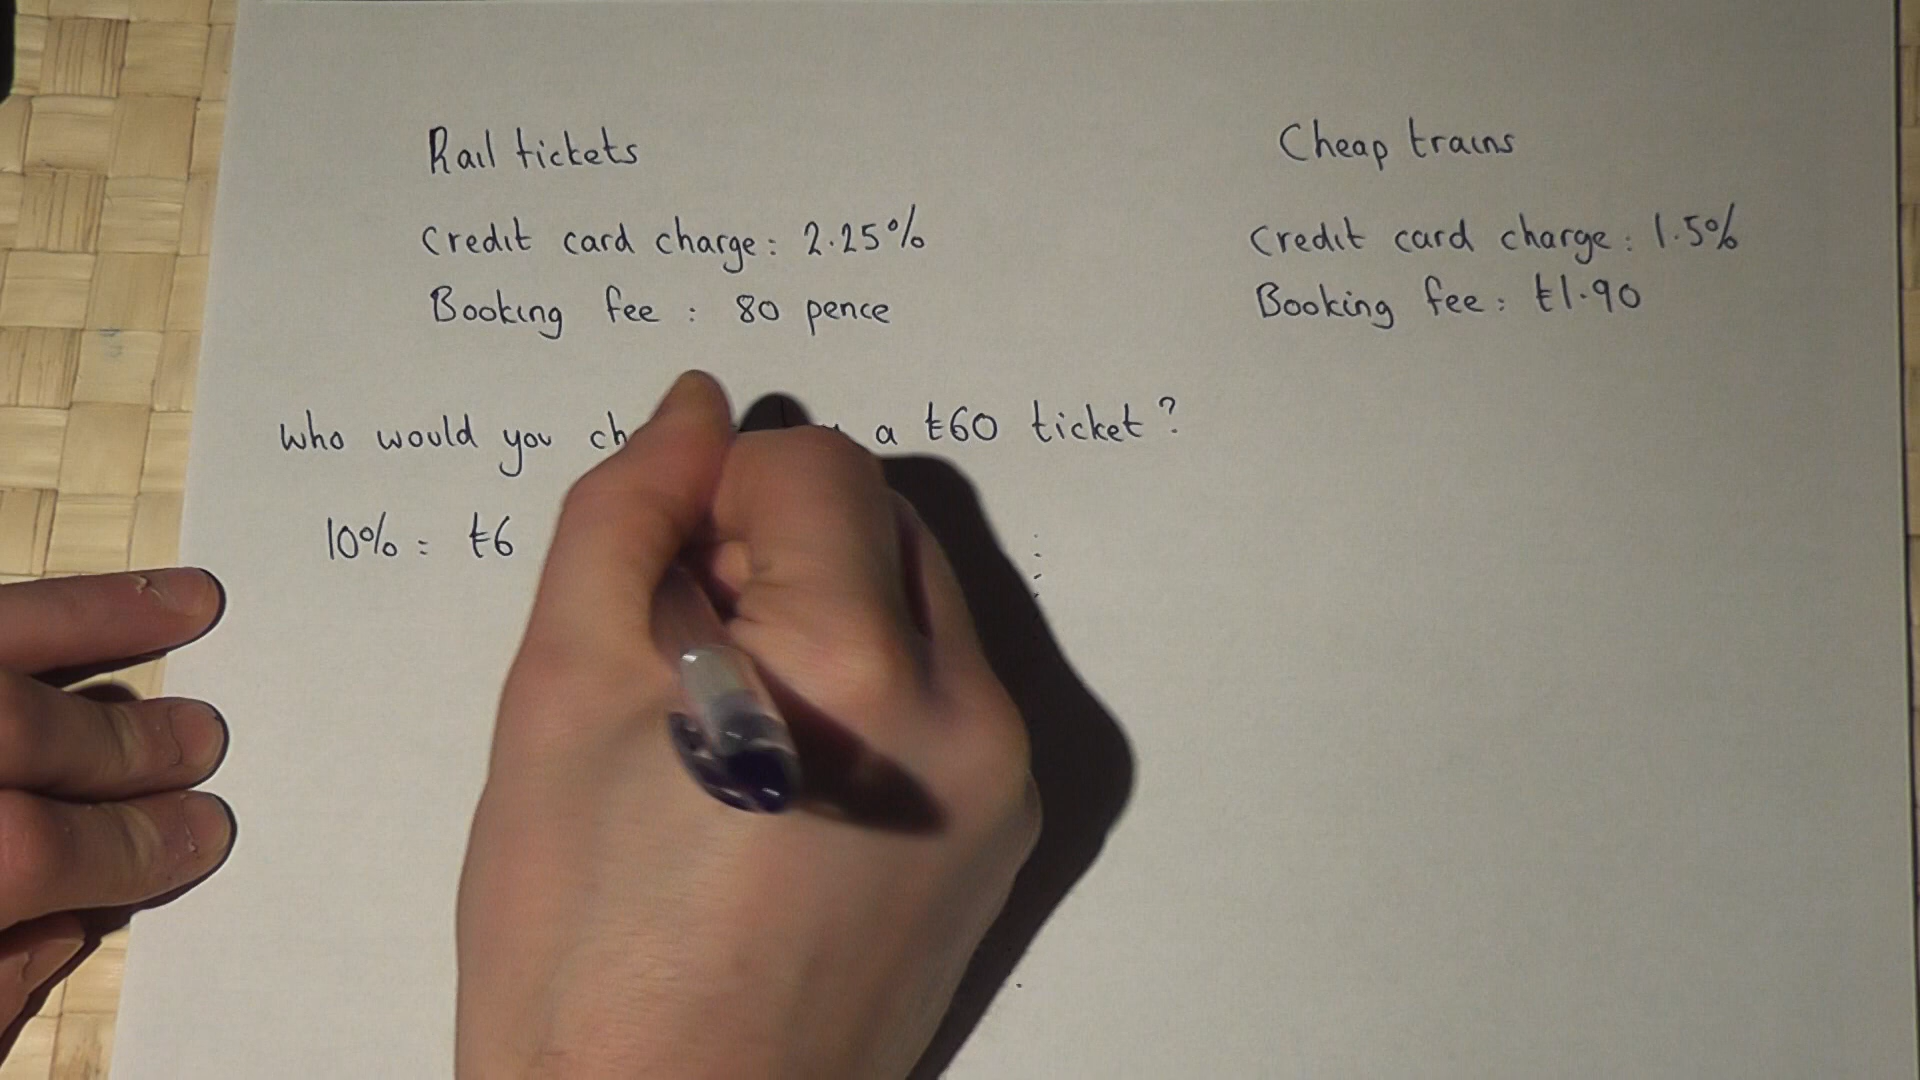 Rail tickets
Credit card charge: 2.25%
Booking fee : 80 pence
Cheap trains
Credit card charge: 1.5%
Booking fee: £1.90
Who would you a £60 ticket?
10% = £6